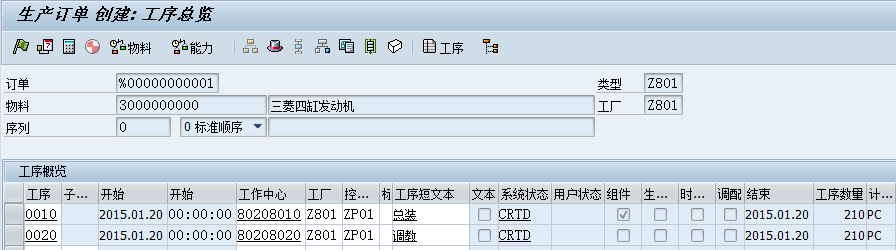 生产订单 创建: 工序总览
物料 能力 工序
订单 %00000000001 类型 Z801
物料 3000000000 三菱四缸发动机 工厂 Z801
序列 0 0 标准顺序
工序概览
工序 子... 开始 开始 工作中心 工厂 控... 标 工序短文本 文本 系统状态 用户状态 组件 生... 时... 调配 结束 工序数量 计...
0010 2015.01.20 00:00:00 80208010 Z801 ZP01 总装 CRTD 2015.01.20 210 PC
0020 2015.01.20 00:00:00 80208020 Z801 ZP01 调教 CRTD 2015.01.20 210 PC